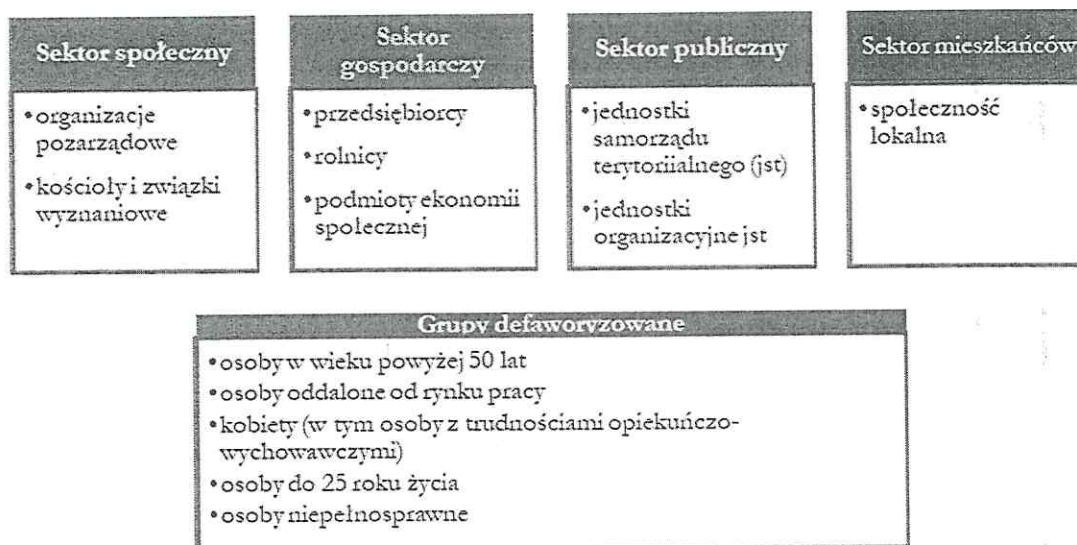 Sektor społeczny
• organizacje
pozarządowe
• kościoły i związki
wyznaniowe
Sektor
gospodarczy
• przedsiębiorcy
• rolnicy
• podmioty ekonomii
społecznej
Sektor publiczny
• jednostki
samorządu
terytoriialnego (jst)
• jednostki
organizacyjne jst
Sektor mieszkańców
• społeczność
lokalna
Grupy defaworyzowane
• osoby w wieku powyżej 50 lat
• osoby oddalone od rynku pracy
• kobiety (w tym osoby z trudnościami opiekuńczo-
wychowawczymi)
• osoby do 25 roku życia
• osoby niepełnosprawne